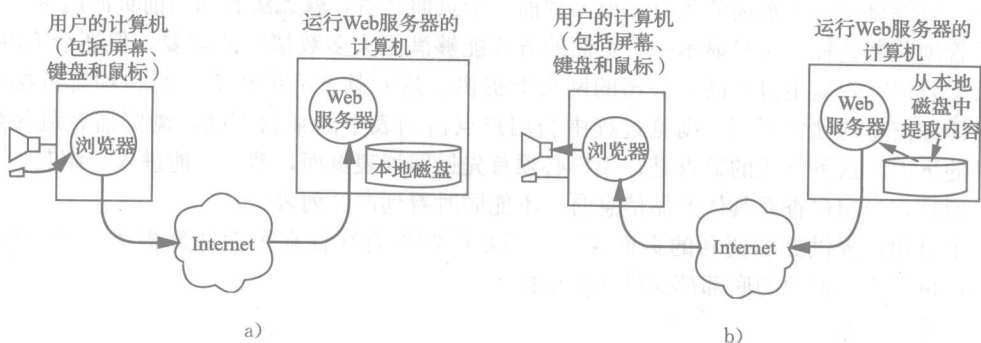 用户的计算机
（包括屏幕、
键盘和鼠标）
运行Web服务器的
计算机
Web
服务器
浏览器
本地磁盘
Internet
a）
用户的计算机
（包括屏幕、
键盘和鼠标）
运行Web服务器的
计算机
Web
服务器
从本地
磁盘中
提取内容
浏览器
Internet
b）